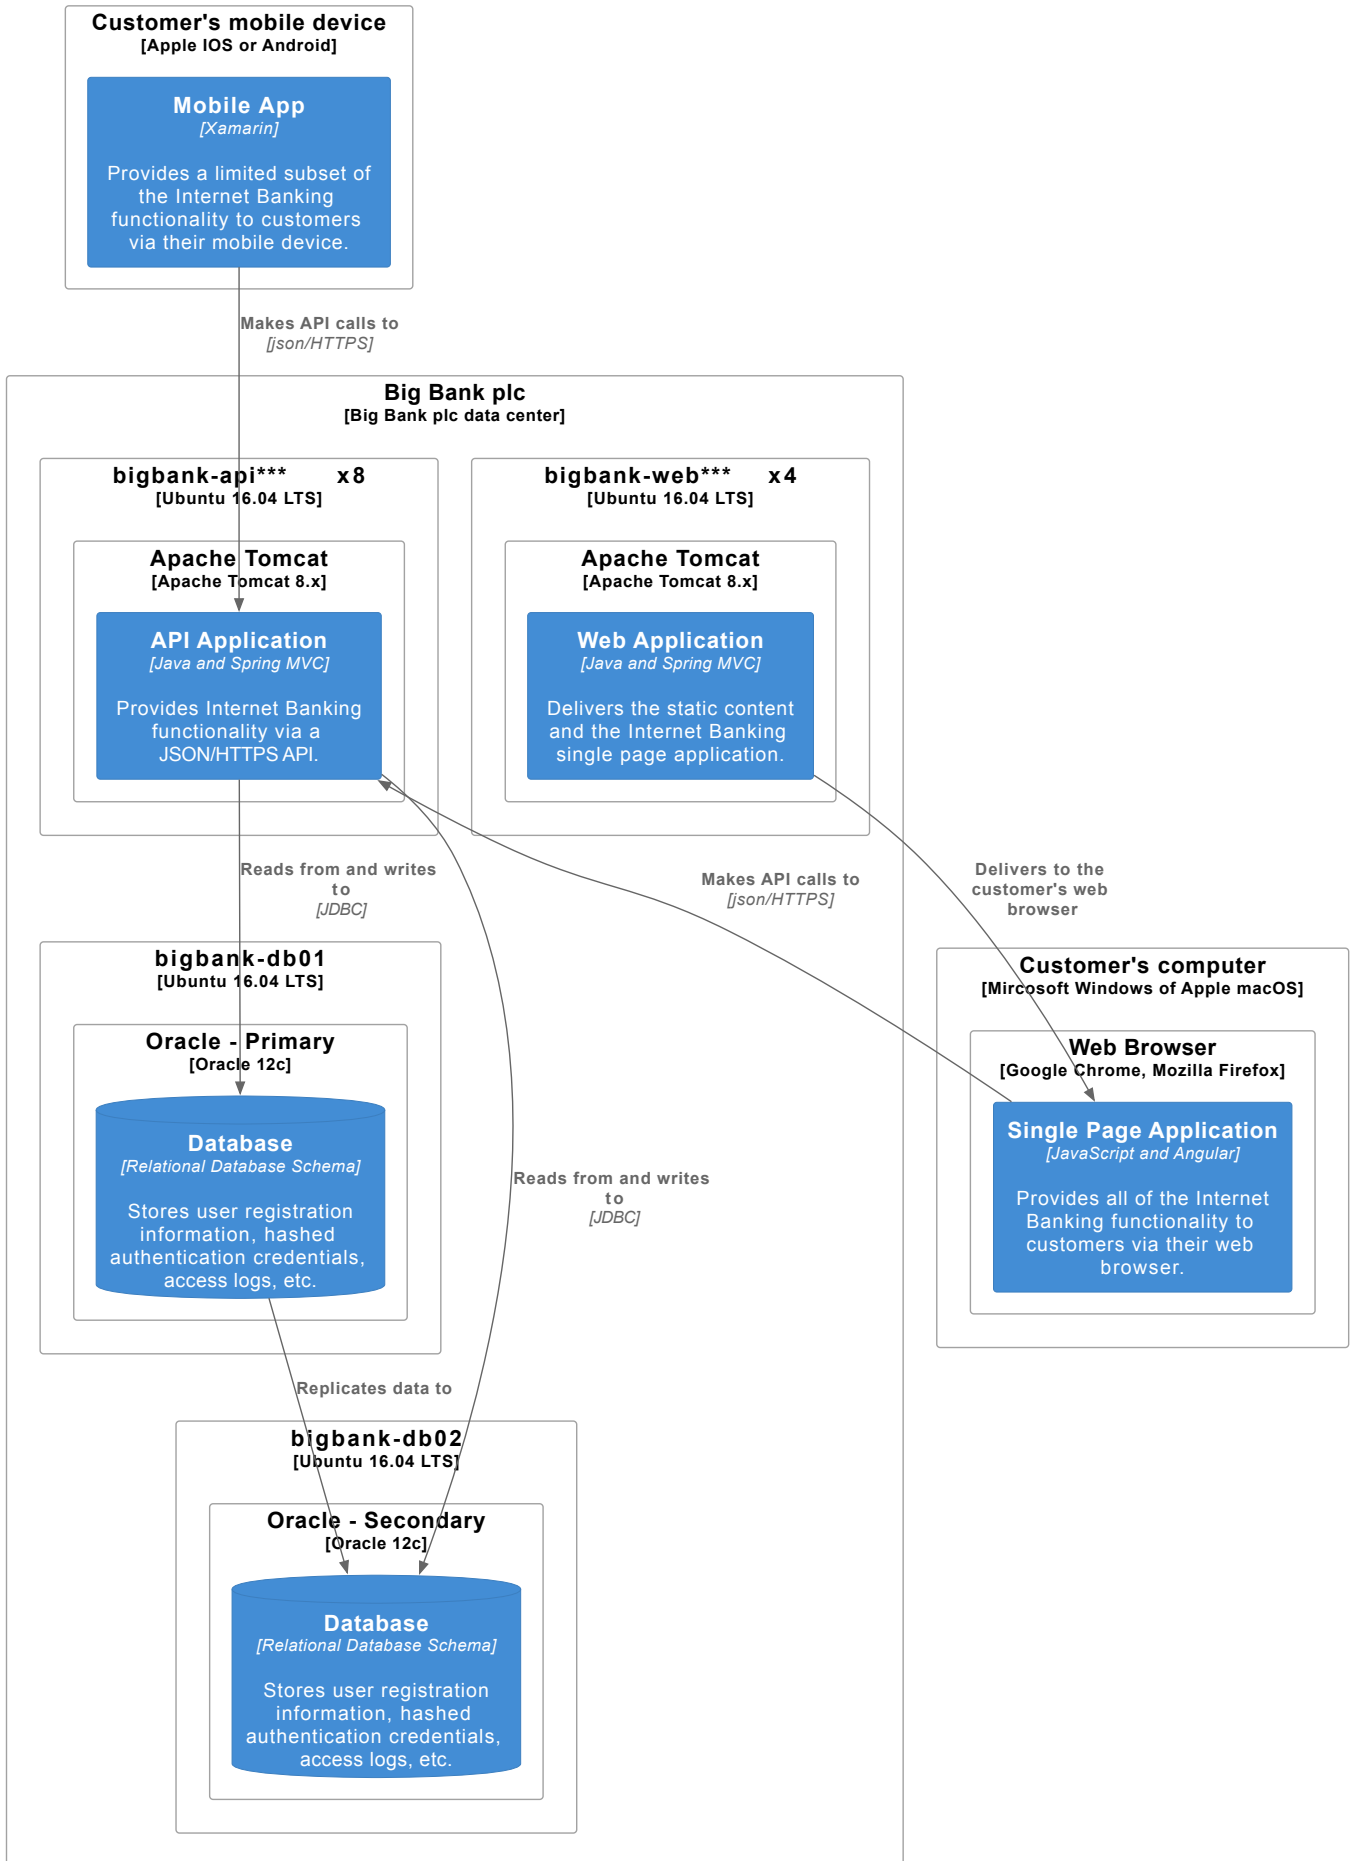 Customer's mobile device
[Apple IOS or Android]
Mobile App
[Xamarin]
Provides a limited subset of
the Internet Banking
functionality to customers
via their mobile device.
Makes API calls to
[json/HTTPS]
Big Bank plc
[Big Bank plc data center]
bigbank-api*** x8
[Ubuntu 16.04 LTS]
Apache Tomcat
[Apache Tomcat 8.x]
API Application
[Java and Spring MVC]
Provides Internet Banking
functionality via a
JSON/HTTPS API.
bigbank-web*** x4
[Ubuntu 16.04 LTS]
Apache Tomcat
[Apache Tomcat 8.x]
Web Application
[Java and Spring MVC]
Delivers the static content
and the Internet Banking
single page application.
Reads from and writes
to
[JDBC]
Makes API calls to
[json/HTTPS]
Delivers to the
customer's web
browser
bigbank-db01
[Ubuntu 16.04 LTS]
Oracle - Primary
[Oracle 12c]
Database
[Relational Database Schema]
Stores user registration
information, hashed
authentication credentials,
access logs, etc.
Reads from and writes
to
[JDBC]
Customer's computer
[Mircosoft Windows of Apple macOS]
Web Browser
[Google Chrome, Mozilla Firefox]
Single Page Application
[JavaScript and Angular]
Provides all of the Internet
Banking functionality to
customers via their web
browser.
Replicates data to
bigbank-db02
[Ubuntu 16.04 LTS]
Oracle - Secondary
[Oracle 12c]
Database
[Relational Database Schema]
Stores user registration
information, hashed
authentication credentials,
access logs, etc.